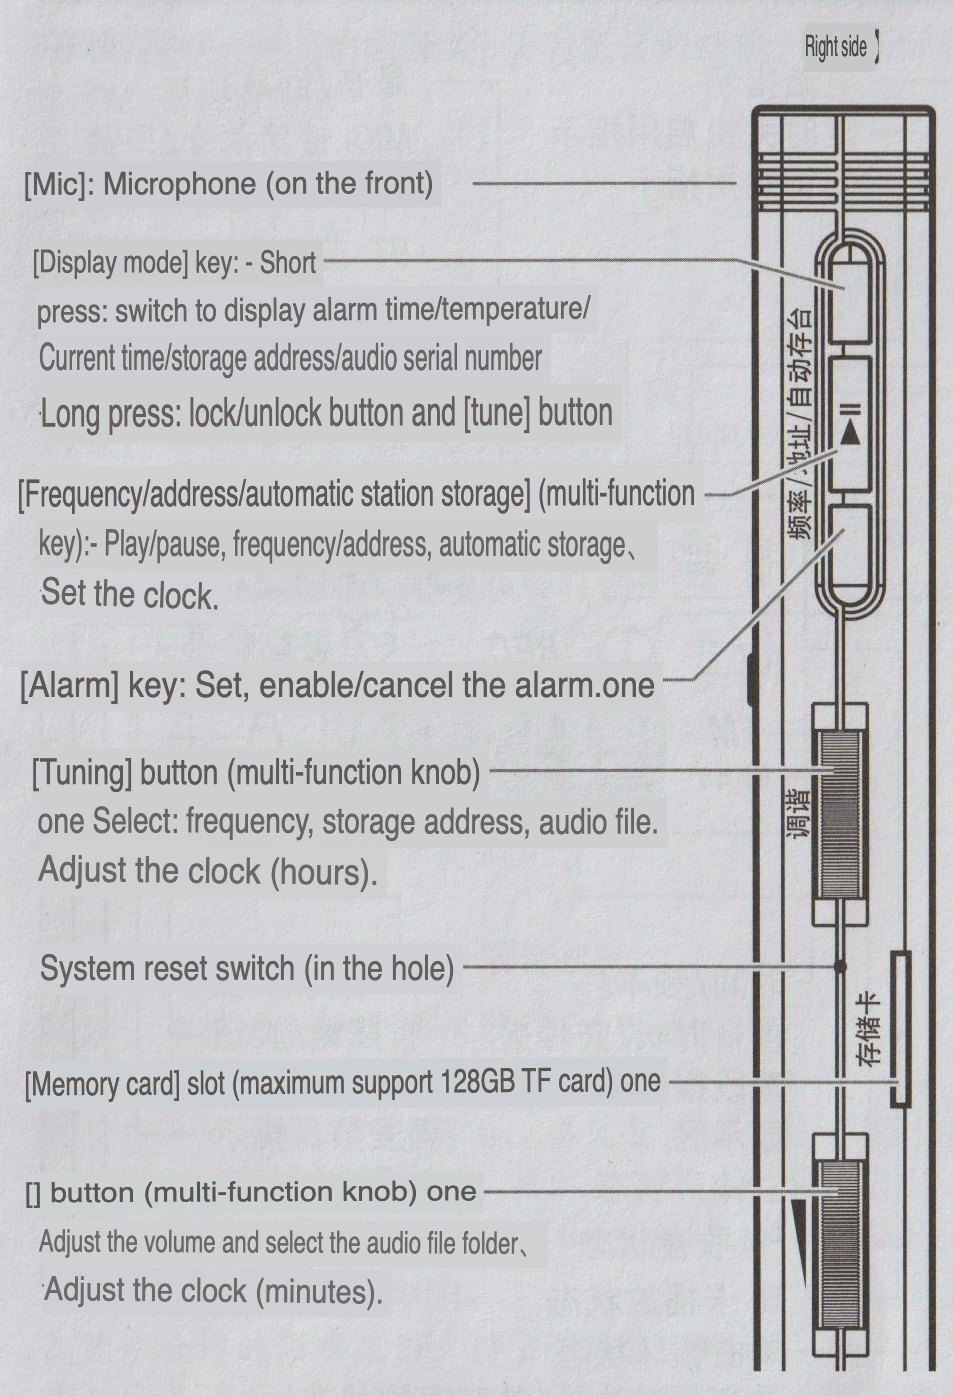 Right side
[Mic]: Microphone (on the front)
[Display mode] key: - Short
press: switch to display alarm time/temperature/
Current time/storage address/audio serial number
Long press: lock/unlock button and [tune] button
[Frequency/address/automatic station storage] (multi-function
key):- Play/pause, frequency/address, automatic storage、
Set the clock.
[Alarm] key: Set, enable/cancel the alarm.one
[Tuning] button (multi-function knob)
one Select: frequency, storage address, audio file.
Adjust the clock (hours).
System reset switch (in the hole)
[Memory card] slot (maximum support 128GB TF card) one
[] button (multi-function knob) one
Adjust the volume and select the audio file folder、
Adjust the clock (minutes).
频率/地址/自动存台
调谐
存储卡